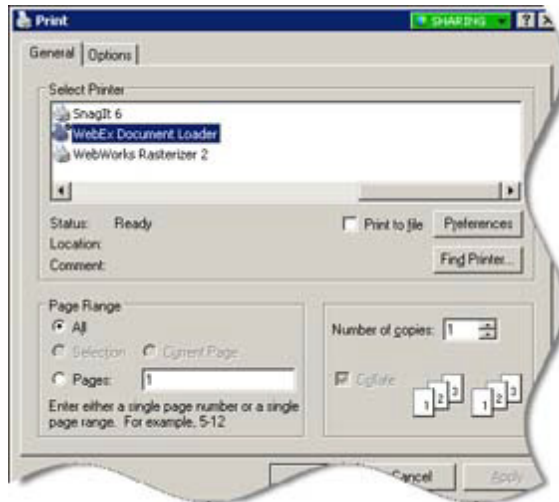 Print
SHARING
General
Options
Select Printer
SnagIt 6
WebEx Document Loader
WebWorks Rasterizer 2
Status: Ready
Print to file
Preferences
Location:
Comment:
Find Printer...
Page Range
All
Number of copies: 1
Selection
Current Page
Pages: 1
Collate
Enter either a single page number or a single
page range. For example, 5-12
1 2 3 1 2 3
Cancel
Apply